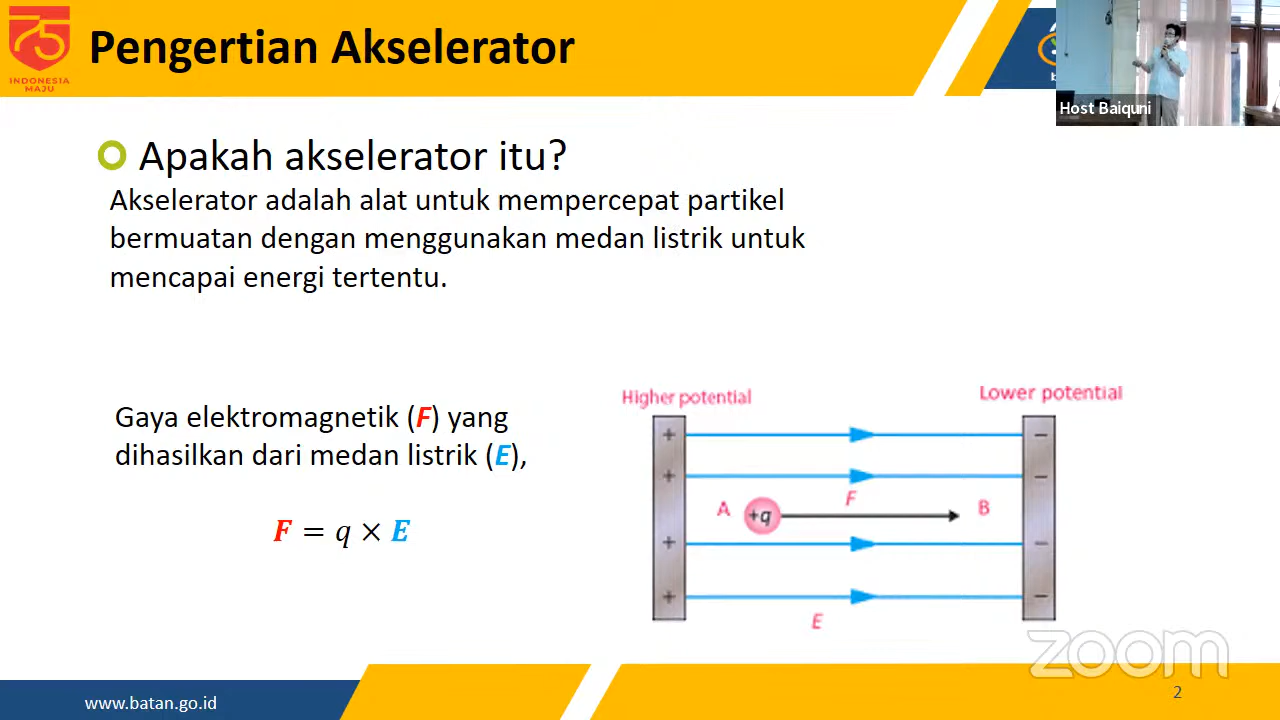 75
INDONESIA
MAJU
Pengertian Akselerator
Host Baiquni
Apakah akselerator itu?
Akselerator adalah alat untuk mempercepat partikel
bermuatan dengan menggunakan medan listrik untuk
mencapai energi tertentu.
Gaya elektromagnetik (F) yang
dihasilkan dari medan listrik (E),
F = q × E
Higher potential
Lower potential
+ −
+ −
F
A +q B
+ −
+ −
E
zoom
www.batan.go.id
2